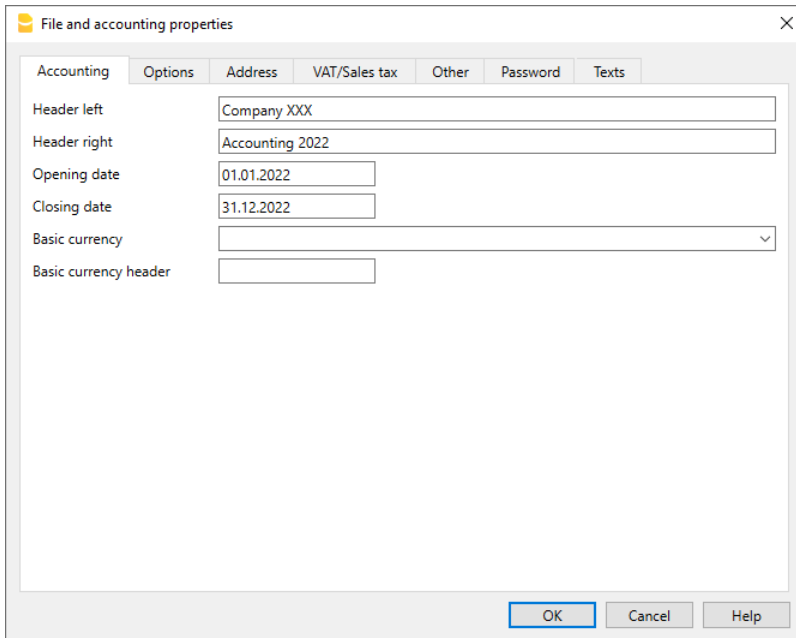 File and accounting properties
Accounting Options Address VAT/Sales tax Other Password Texts
Header left Company XXX
Header right Accounting 2022
Opening date 01.01.2022
Closing date 31.12.2022
Basic currency
Basic currency header
OK Cancel Help